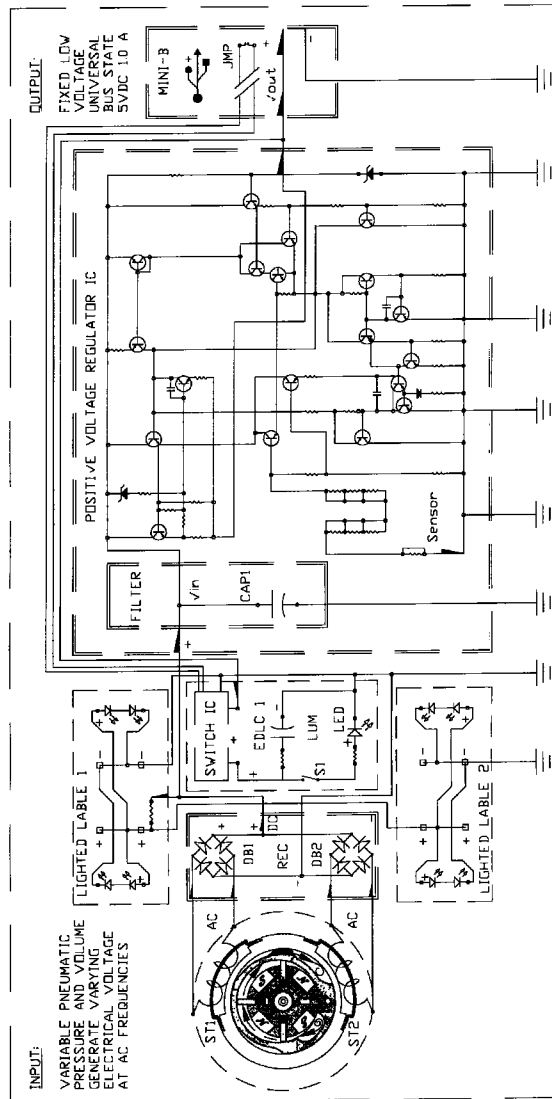 OUTPUT:
FIXED LOW
VOLTAGE
UNIVERSAL
BUS STATE
5VDC 1.0 A
MINI-B
JMP
+
Vout
-
POSITIVE VOLTAGE REGULATOR IC
Sensor
FILTER
Vin
CAP1
+
LIGHTED LABLE 1
+
+
-
-
+
+
SWITCH IC
+
+
-
EDLC 1
LUM
+
LED
S1
LIGHTED LABLE 2
+
+
-
-
+
+
DB1
REC
DB2
+
+
DC
AC
AC
ST1
ST2
S
N
S
N
INPUT:
VARIABLE PNEUMATIC
PRESSURE AND VOLUME
GENERATE VARYING
ELECTRICAL VOLTAGE
AT AC FREQUENCIES